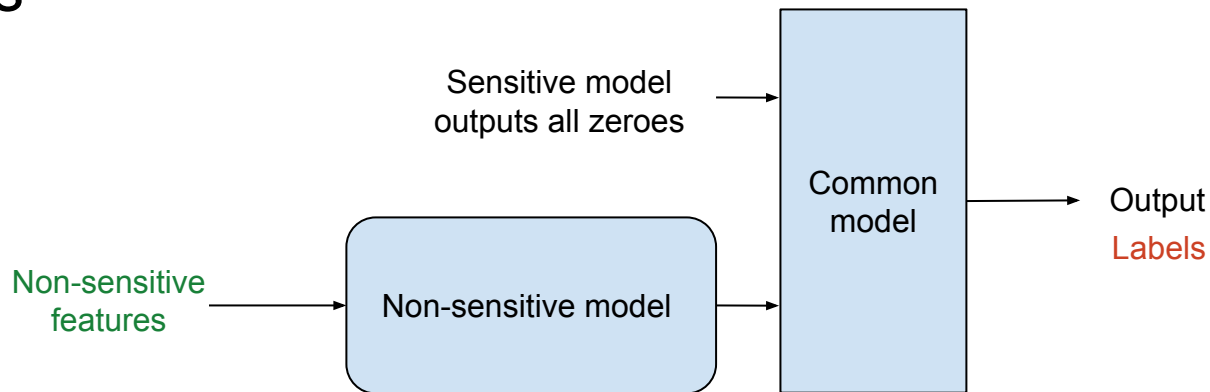 Sensitive model
outputs all zeroes
Common
model
Output
Labels
Non-sensitive
features
Non-sensitive model